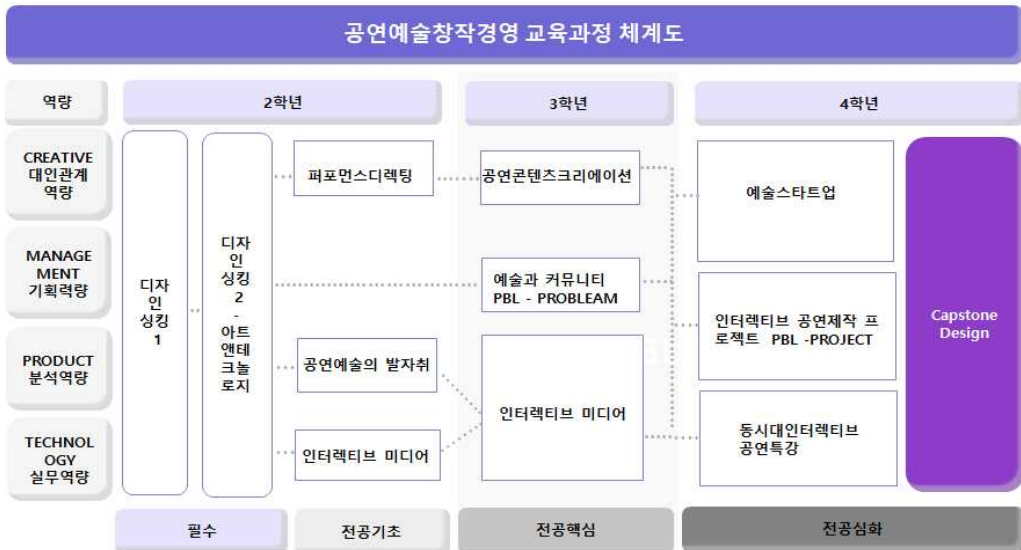 공연예술창작경영 교육과정 체계도
역량
2학년
3학년
4학년
CREATIVE
대인관계
역량
MANAGE
MENT
기획력량
PRODUCT
분석역량
TECHNOL
OGY
실무역량
디자
인
싱킹
1
디자
인
싱킹
2
-
아트
앤테
크놀
로지
퍼포먼스디렉팅
공연예술의 발자취
인터렉티브 미디어
공연콘텐츠크리에이션
예술과 커뮤니티
PBL - PROBLEAM
인터렉티브 미디어
예술스타트업
인터렉티브 공연제작 프
로젝트 PBL -PROJECT
동시대인터렉티브
공연특강
Capstone
Design
필수
전공기초
전공핵심
전공심화